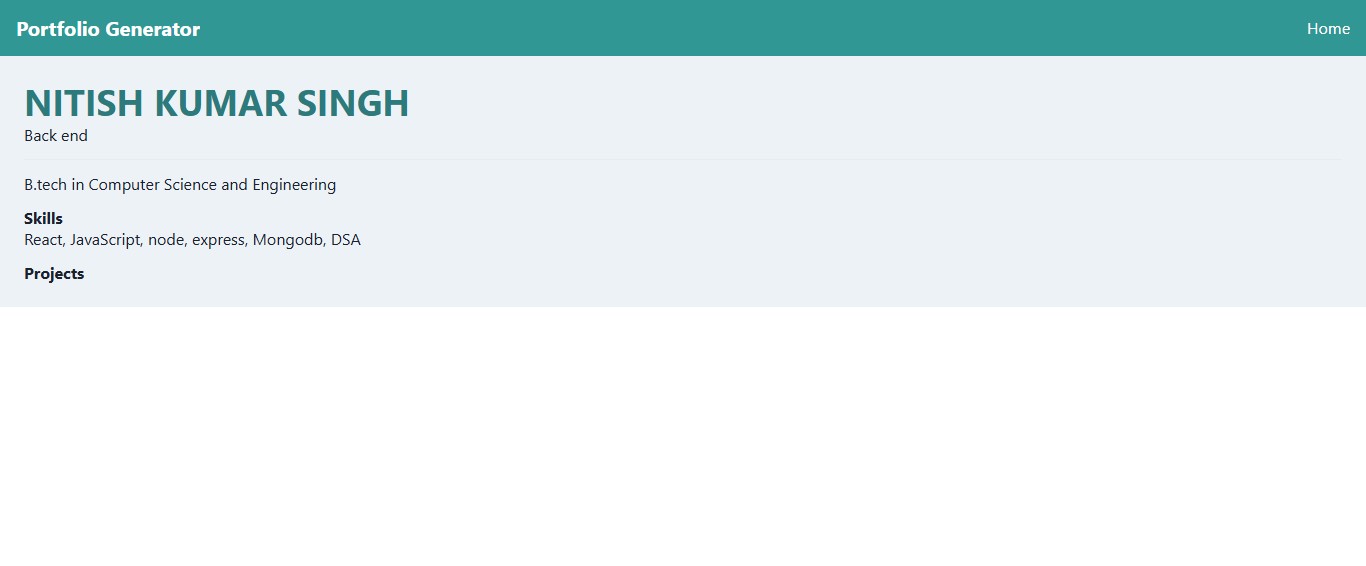 Portfolio Generator
Home
NITISH KUMAR SINGH
Back end
B.tech in Computer Science and Engineering
Skills
React, JavaScript, node, express, Mongodb, DSA
Projects